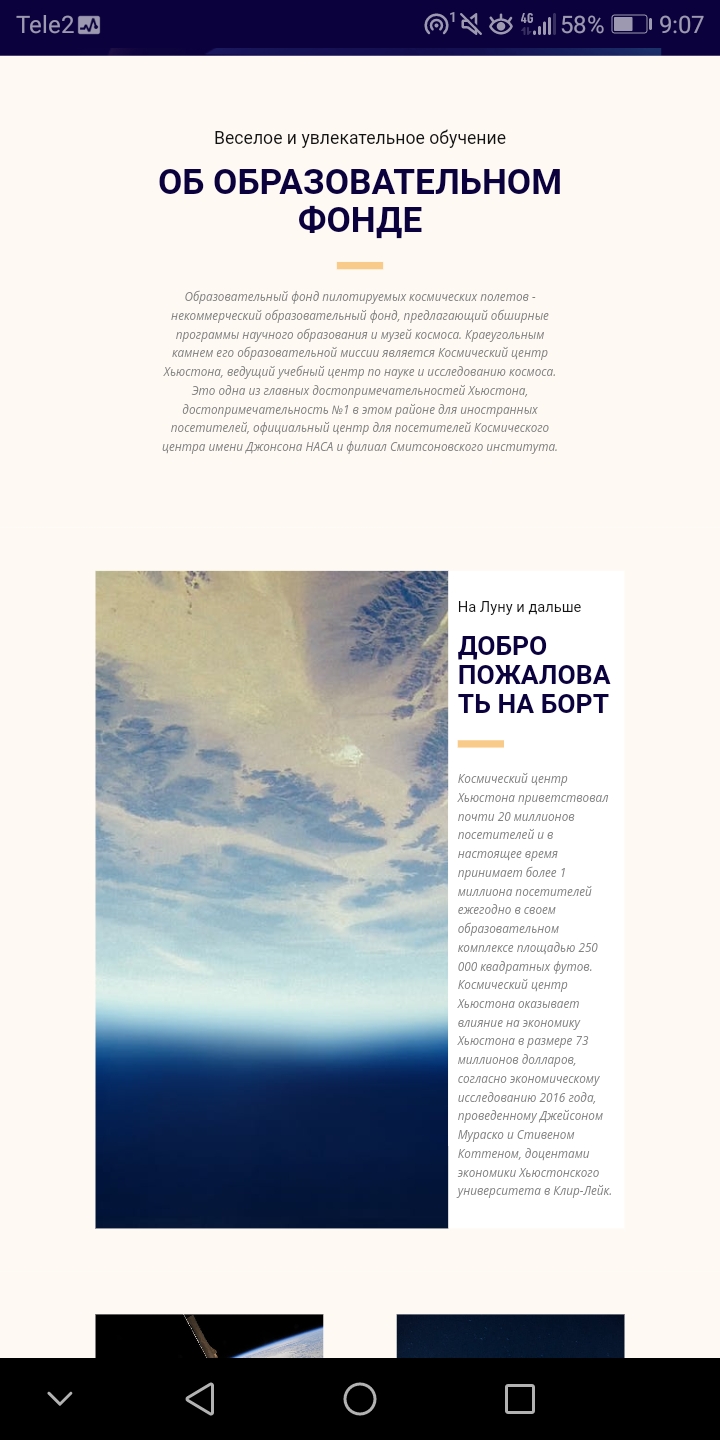 Tele2
1
4G
58%
9:07
Веселое и увлекательное обучение
ОБ ОБРАЗОВАТЕЛЬНОМ
ФОНДЕ
Образовательный фонд пилотируемых космических полетов -
некоммерческий образовательный фонд, предлагающий обширные
программы научного образования и музей космоса. Краеугольным
камнем его образовательной миссии является Космический центр
Хьюстона, ведущий учебный центр по науке и исследованию космоса.
Это одна из главных достопримечательностей Хьюстона,
достопримечательность №1 в этом районе для иностранных
посетителей, официальный центр для посетителей Космического
центра имени Джонсона НАСА и филиал Смитсоновского института.
На Луну и дальше
ДОБРО
ПОЖАЛОВА
ТЬ НА БОРТ
Космический центр
Хьюстона приветствовал
почти 20 миллионов
посетителей и в
настоящее время
принимает более 1
миллиона посетителей
ежегодно в своем
образовательном
комплексе площадью 250
000 квадратных футов.
Космический центр
Хьюстона оказывает
влияние на экономику
Хьюстона в размере 73
миллионов долларов,
согласно экономическому
исследованию 2016 года,
проведенному Джейсоном
Мураско и Стивеном
Коттеном, доцентами
экономики Хьюстонского
университета в Клир-Лейк.